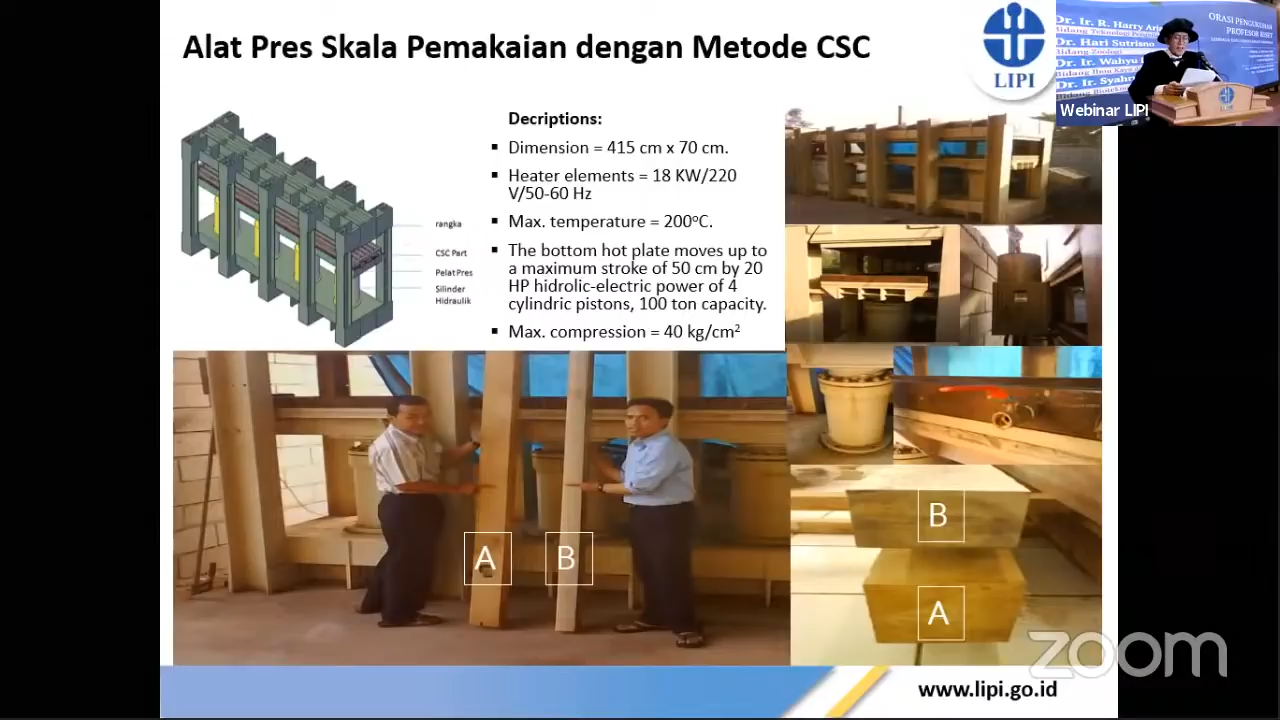 Alat Pres Skala Pemakaian dengan Metode CSC
LIPI
Dr. Ir. R. Harry
Dr. Hari Sutrisno
Bidang Zoologi
Dr. Ir. Wahyu
Dr. Ir.
ORASI PENGUKUHAN
PROFESOR RISET
Webinar LIPI
Decriptions:
▪ Dimension = 415 cm x 70 cm.
▪ Heater elements = 18 KW/220
V/50-60 Hz
▪ Max. temperature = 200°C.
▪ The bottom hot plate moves up to
a maximum stroke of 50 cm by 20
HP hidrolic-electric power of 4
cylindric pistons, 100 ton capacity.
▪ Max. compression = 40 kg/cm²
rangka
CSC Part
Pelat Pres
Silinder
Hidraulik
A
B
B
A
zoom
www.lipi.go.id